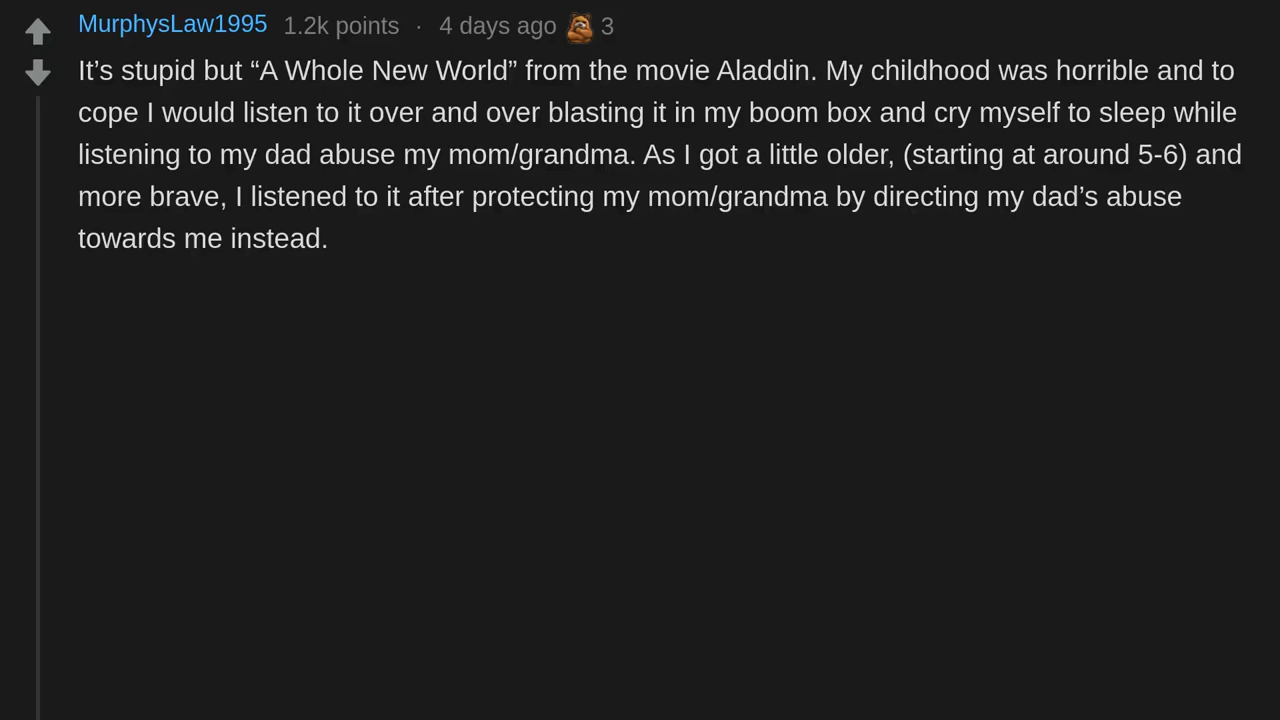 MurphysLaw1995 1.2k points · 4 days ago 3
It’s stupid but “A Whole New World” from the movie Aladdin. My childhood was horrible and to
cope I would listen to it over and over blasting it in my boom box and cry myself to sleep while
listening to my dad abuse my mom/grandma. As I got a little older, (starting at around 5-6) and
more brave, I listened to it after protecting my mom/grandma by directing my dad’s abuse
towards me instead.